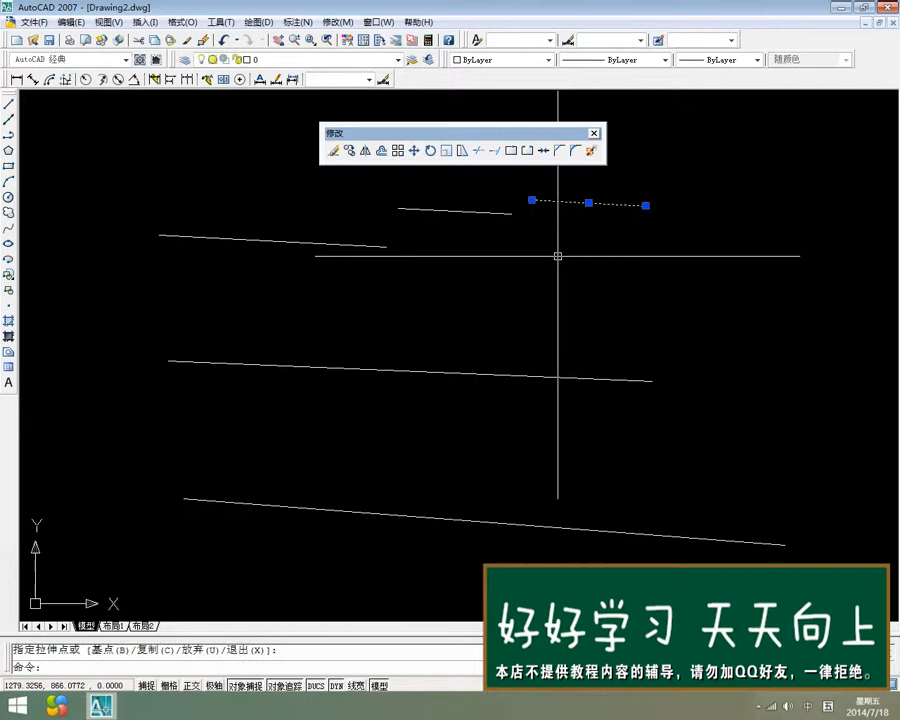 AutoCAD 2007 - [Drawing2.dwg]
文件(F) 编辑(E) 视图(V) 插入(I) 格式(O) 工具(T) 绘图(D) 标注(N) 修改(M) 窗口(W) 帮助(H)
AutoCAD 经典 0 ByLayer ByLayer ByLayer 随颜色
修改
Y
X
模型 布局1 布局2
好好学习 天天向上
本店不提供教程内容的辅导，请勿加QQ好友，一律拒绝。
指定拉伸点或 [基点(B)/复制(C)/放弃(U)/退出(X)]:
命令:
1279.3256, 866.0772, 0.0000 捕捉 栅格 正交 极轴 对象捕捉 对象追踪 DUCS DYN 线宽 模型
中 五 星期五
2014/7/18